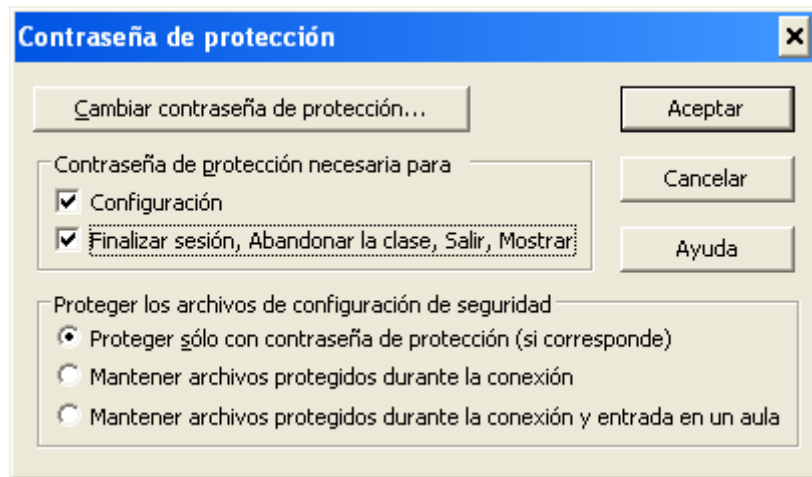 Contraseña de protección
Cambiar contraseña de protección...
Aceptar
Contraseña de protección necesaria para
Cancelar
Configuración
Finalizar sesión, Abandonar la clase, Salir, Mostrar
Ayuda
Proteger los archivos de configuración de seguridad
Proteger sólo con contraseña de protección (si corresponde)
Mantener archivos protegidos durante la conexión
Mantener archivos protegidos durante la conexión y entrada en un aula